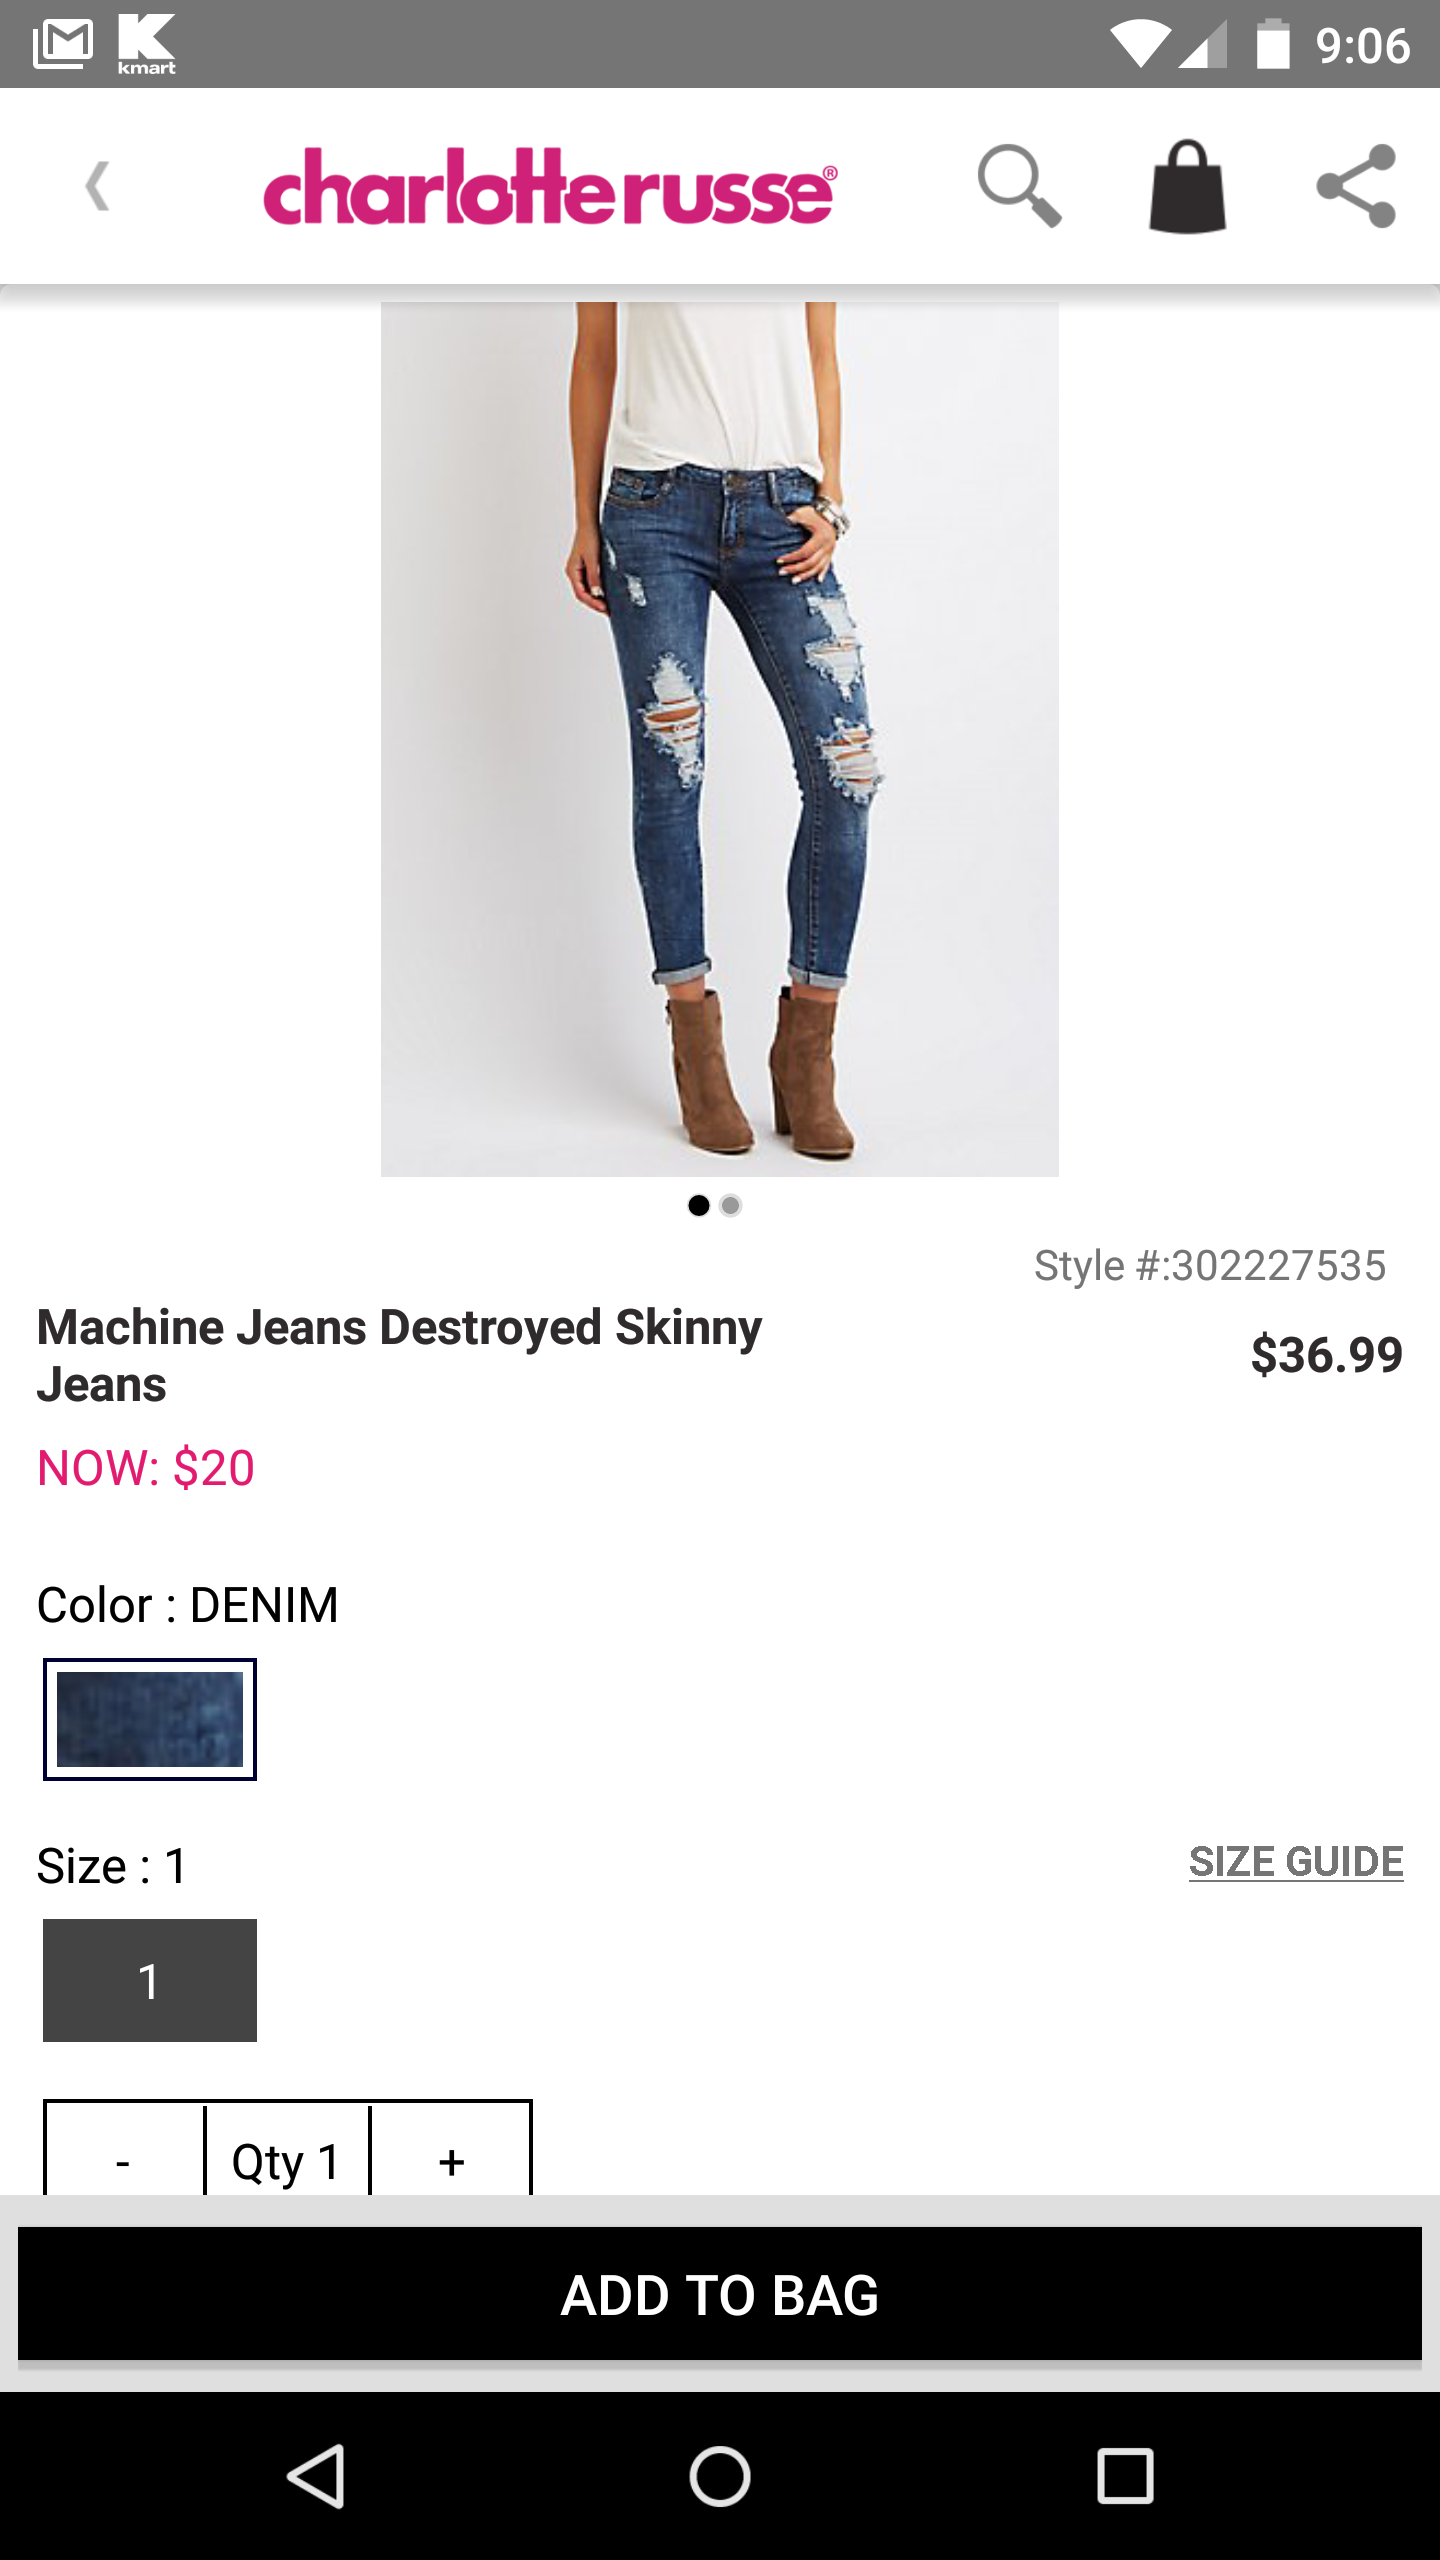 kmart
9:06
charlotte russe®
Style #:302227535
Machine Jeans Destroyed Skinny
Jeans
$36.99
NOW: $20
Color : DENIM
Size : 1
SIZE GUIDE
1
- Qty 1 +
ADD TO BAG